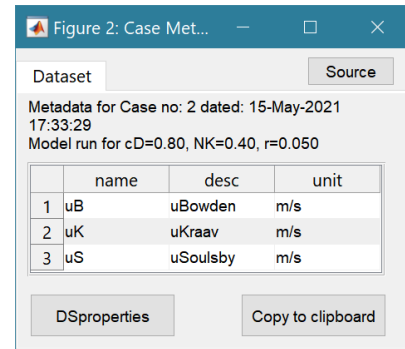 Figure 2: Case Met...
Dataset
Source
Metadata for Case no: 2 dated: 15-May-2021
17:33:29
Model run for cD=0.80, NK=0.40, r=0.050
name desc unit
1 uB uBowden m/s
2 uK uKraav m/s
3 uS uSoulsby m/s
DSproperties Copy to clipboard